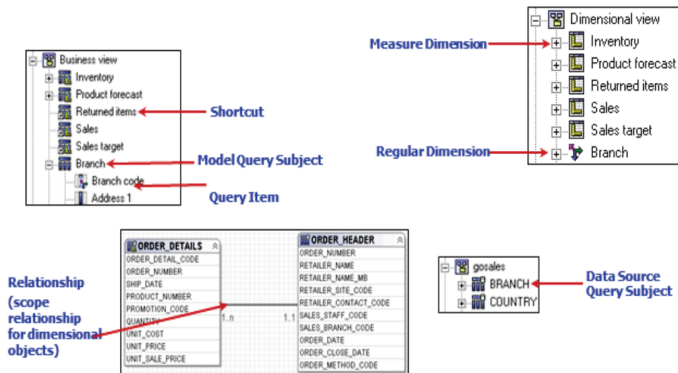 Business view
Inventory
Product forecast
Returned items
Sales
Sales target
Branch
Branch code
Address 1
Shortcut
Model Query Subject
Query Item
Measure Dimension
Regular Dimension
Dimensional view
Inventory
Product forecast
Returned items
Sales
Sales target
Branch
Relationship
(scope
relationship
for dimensional
objects)
ORDER_DETAILS
ORDER_DETAIL_CODE
ORDER_NUMBER
SHIP_DATE
PRODUCT_NUMBER
PROMOTION_CODE
QUANTITY
UNIT_COST
UNIT_PRICE
UNIT_SALE_PRICE
1..n
1..1
ORDER_HEADER
ORDER_NUMBER
RETAILER_NAME
RETAILER_NAME_MB
RETAILER_SITE_CODE
RETAILER_CONTACT_CODE
SALES_STAFF_CODE
SALES_BRANCH_CODE
ORDER_DATE
ORDER_CLOSE_DATE
ORDER_METHOD_CODE
gosales
BRANCH
COUNTRY
Data Source
Query Subject